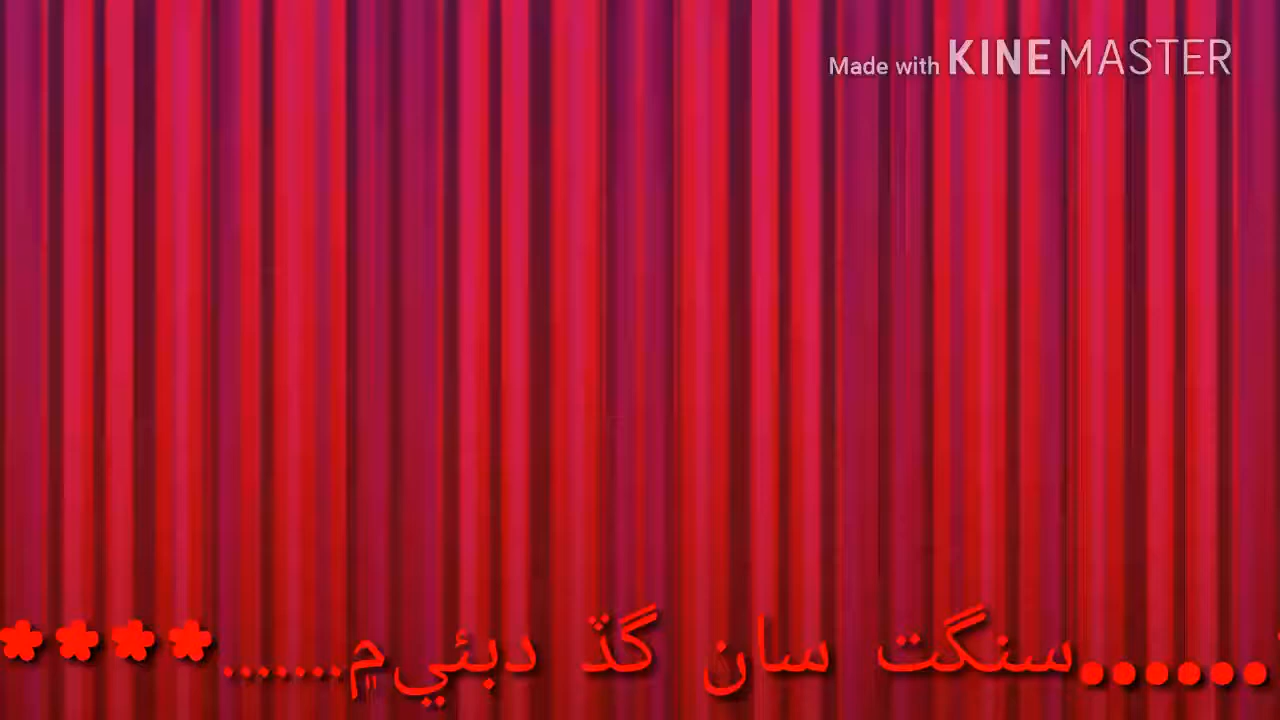 Made with KINEMASTER
......سنگت سان گڏ دبئي۾.......****